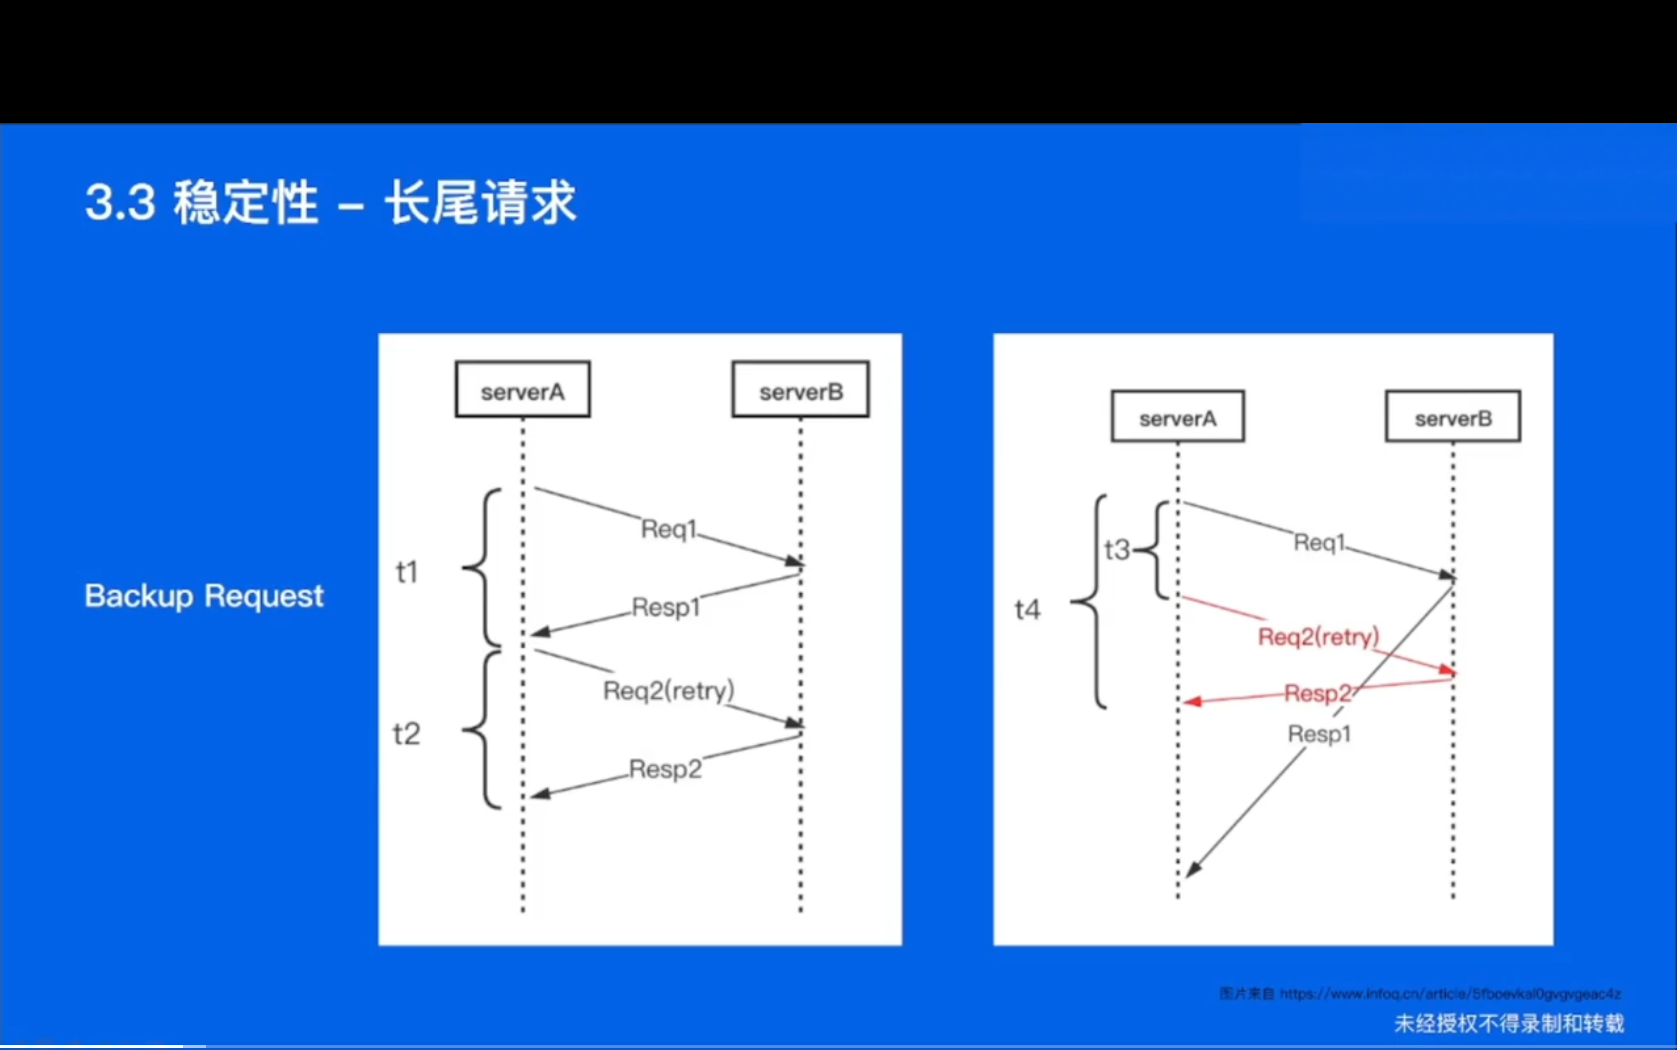 3.3 稳定性 – 长尾请求
Backup Request
serverA
serverB
t1
Req1
Resp1
t2
Req2(retry)
Resp2
serverA
serverB
t4
t3
Req1
Req2(retry)
Resp2
Resp1
图片来自 https://www.infoq.cn/article/5fboevkal0gvgvgeac4z
未经授权不得录制和转载